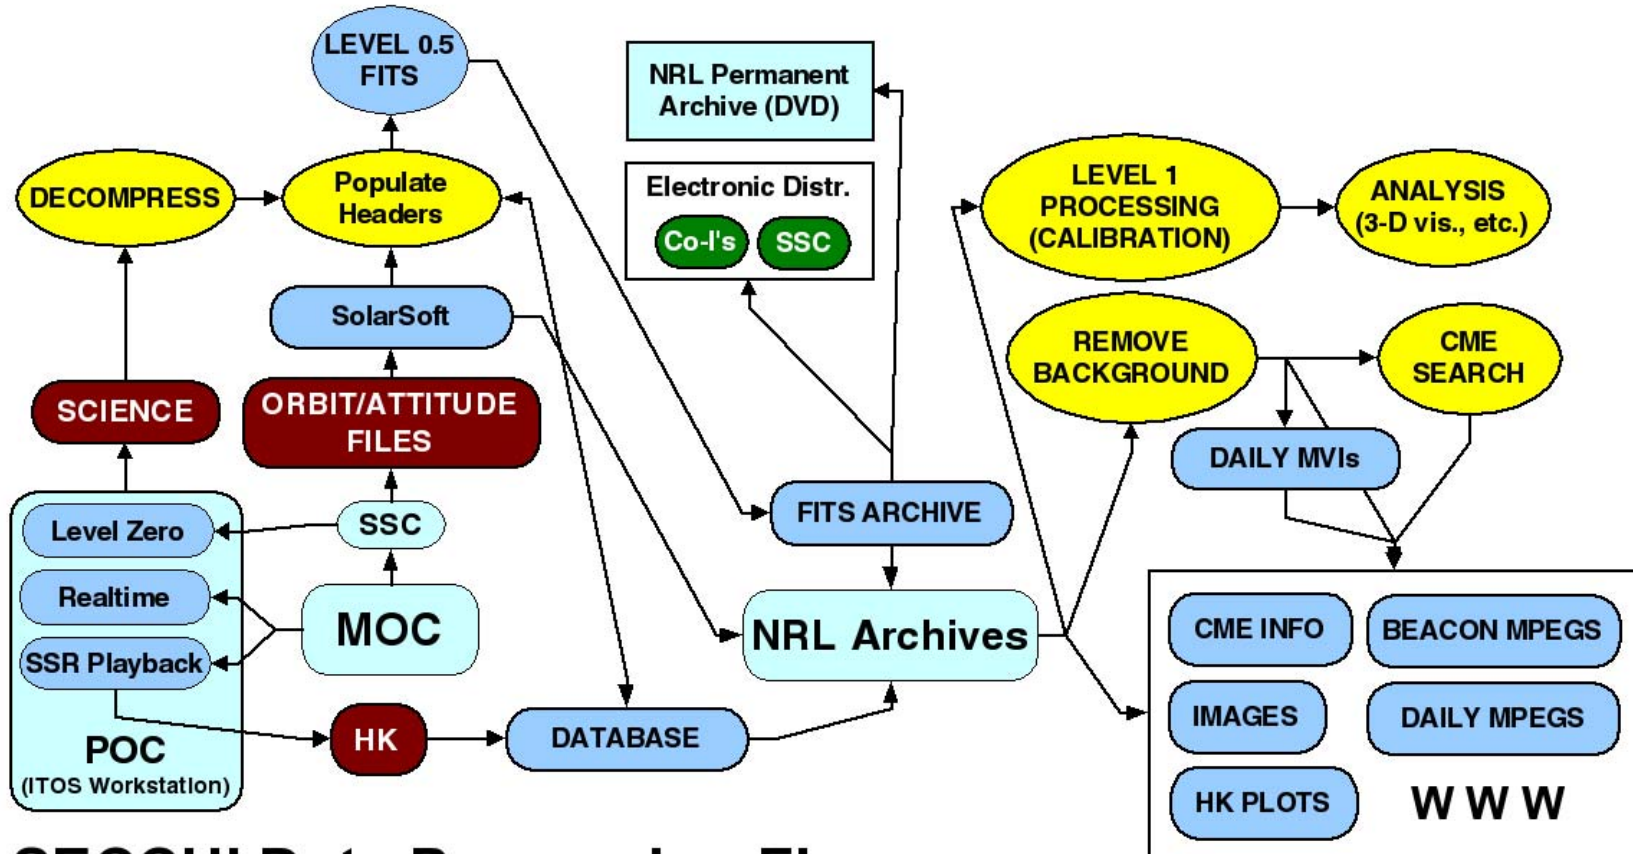 LEVEL 0.5
FITS
NRL Permanent
Archive (DVD)
DECOMPRESS
Populate
Headers
Electronic Distr.
Co-I's
SSC
LEVEL 1
PROCESSING
(CALIBRATION)
ANALYSIS
(3-D vis., etc.)
SolarSoft
REMOVE
BACKGROUND
CME
SEARCH
SCIENCE
ORBIT/ATTITUDE
FILES
DAILY MVIs
Level Zero
SSC
FITS ARCHIVE
Realtime
MOC
NRL Archives
SSR Playback
CME INFO
BEACON MPEGS
IMAGES
DAILY MPEGS
HK
DATABASE
POC
(ITOS Workstation)
HK PLOTS
W W W